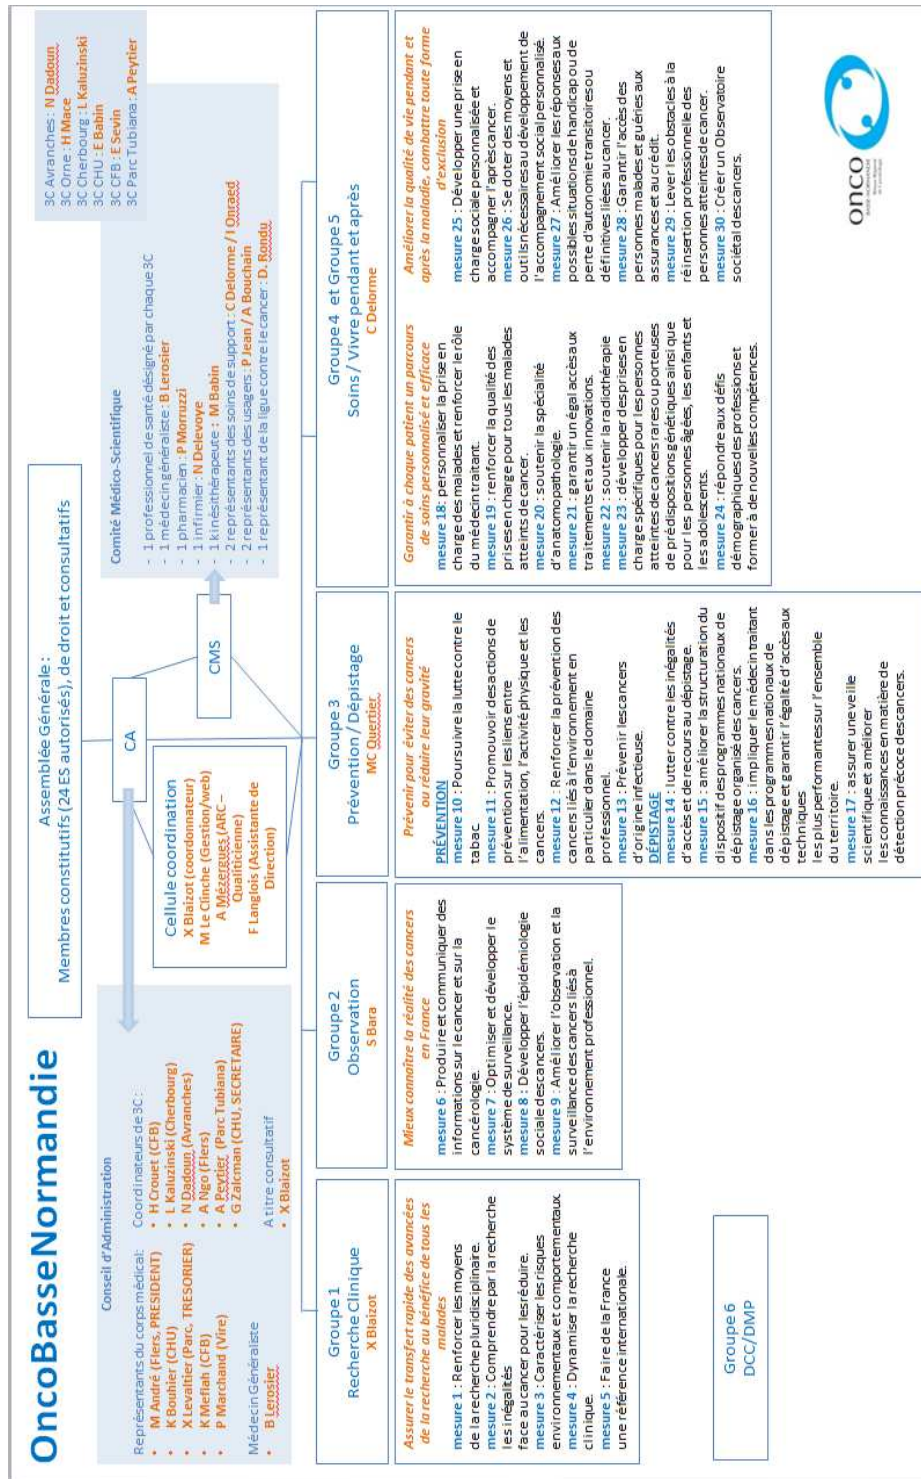 OncoBasseNormandie
Assemblée Générale :
Membres constitutifs (24 ES autorisés), de droit et consultatifs
CA
CMS
Conseil d'Administration
Représentants du corps médical:
• M André (Flers, PRESIDENT)
• K Bouhier (CHU)
• X Levaltier (Parc, TRESORIER)
• K Meflah (CFB)
• P Marchand (Vire)
Médecin Généraliste
• B Lerosier
Coordinateurs de 3C :
• H Crouet (CFB)
• L Kaluzinski (Cherbourg)
• N Dadoun (Avranches)
• A Ngo (Flers)
• A Peytier (Parc Tubiana)
• G Zalcman (CHU, SECRETAIRE)
A titre consultatif
• X Blaizot
Cellule coordination
X Blaizot (coordonnateur)
M Le Clinche (Gestion/web)
A Mézergues (ARC –
Qualiticienne)
F Langlois (Assistante de
Direction)
Comité Médico-Scientifique
- 1 professionnel de santé désigné par chaque 3C
- 1 médecin généraliste : B Lerosier
- 1 pharmacien : P Morruzzi
- 1 infirmier : N Delevoye
- 1 kinésithérapeute : M Babin
- 2 représentants des soins de support : C Delorme / I Onraed
- 2 représentants des usagers : P Jean / A Bouchain
- 1 représentant de la ligue contre le cancer : D. Rondu
3C Avranches : N Dadoun
3C Orne : H Mace
3C Cherbourg : L Kaluzinski
3C CHU : E Babin
3C CFB : E Sevin
3C Parc Tubiana : A Peytier
Groupe 1
Recherche Clinique
X Blaizot
Assurer le transfert rapide des avancées
de la recherche au bénéfice de tous les
malades
mesure 1 : Renforcer les moyens
de la recherche pluridisciplinaire.
mesure 2 : Comprendre par la recherche
les inégalités
face au cancer pour les réduire.
mesure 3 : Caractériser les risques
environnementaux et comportementaux.
mesure 4 : Dynamiser la recherche
clinique.
mesure 5 : Faire de la France
une référence internationale.
Groupe 2
Observation
S Bara
Mieux connaître la réalité des cancers
en France
mesure 6 : Produire et communiquer des
informations sur le cancer et sur la
cancérologie.
mesure 7 : Optimiser et développer le
système de surveillance.
mesure 8 : Développer l'épidémiologie
sociale des cancers.
mesure 9 : Améliorer l'observation et la
surveillance des cancers liés à
l'environnement professionnel.
Groupe 3
Prévention / Dépistage
MC Quertier
Prévenir pour éviter des cancers
ou réduire leur gravité
PRÉVENTION
mesure 10 : Poursuivre la lutte contre le
tabac.
mesure 11 : Promouvoir des actions de
prévention sur les liens entre
l'alimentation, l'activité physique et les
cancers.
mesure 12 : Renforcer la prévention des
cancers liés à l'environnement en
particulier dans le domaine
professionnel.
mesure 13 : Prévenir les cancers
d'origine infectieuse.
DÉPISTAGE
mesure 14 : lutter contre les inégalités
d'accès et de recours au dépistage.
mesure 15 : améliorer la structuration du
dispositif des programmes nationaux de
dépistage organisé des cancers.
mesure 16 : impliquer le médecin traitant
dans les programmes nationaux de
dépistage et garantir l'égalité d'accès aux
techniques
les plus performantes sur l'ensemble
du territoire.
mesure 17 : assurer une veille
scientifique et améliorer
les connaissances en matière de
détection précoce des cancers.
Groupe 4 et Groupe 5
Soins / Vivre pendant et après
C Delorme
Garantir à chaque patient un parcours
de soins personnalisé et efficace
mesure 18: personnaliser la prise en
charge des malades et renforcer le rôle
du médecin traitant.
mesure 19 : renforcer la qualité des
prises en charge pour tous les malades
atteints de cancer.
mesure 20 : soutenir la spécialité
d'anatomopathologie.
mesure 21 : garantir un égal accès aux
traitements et aux innovations.
mesure 22 : soutenir la radiothérapie
mesure 23 : développer des prises en
charge spécifiques pour les personnes
atteintes de cancers rares ou porteuses
de prédispositions génétiques ainsi que
pour les personnes âgées, les enfants et
les adolescents.
mesure 24 : répondre aux défis
démographiques des professions et
former à de nouvelles compétences.
Améliorer la qualité de vie pendant et
après la maladie, combattre toute forme
d'exclusion
mesure 25 : Développer une prise en
charge sociale personnalisée et
accompagner l'après cancer.
mesure 26 : Se doter des moyens et
outils nécessaires au développement de
l'accompagnement social personnalisé.
mesure 27 : Améliorer les réponses aux
possibles situations de handicap ou de
perte d'autonomie transitoires ou
définitives liées au cancer.
mesure 28 : Garantir l'accès des
personnes malades et guéries aux
assurances et au crédit.
mesure 29 : Lever les obstacles à la
réinsertion professionnelle des
personnes atteintes de cancer.
mesure 30 : Créer un Observatoire
sociétal des cancers.
Groupe 6
DCC/DMP
onco